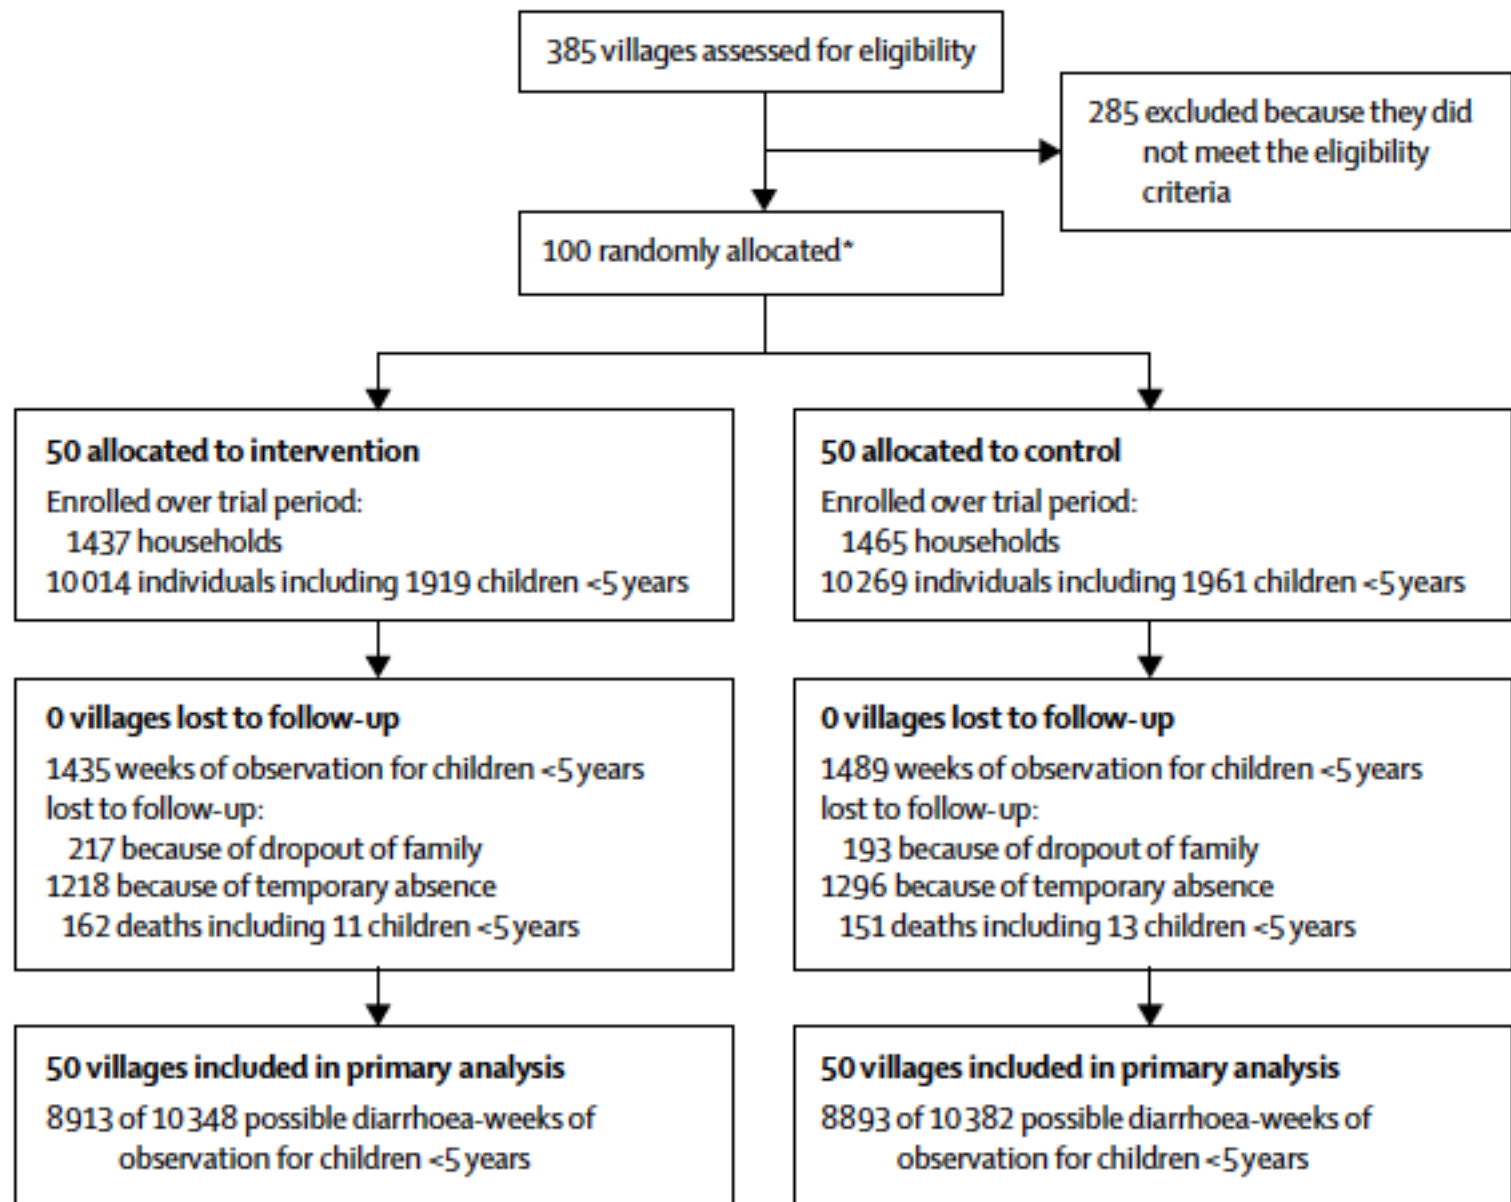 385 villages assessed for eligibility
285 excluded because they did
not meet the eligibility
criteria
100 randomly allocated*
50 allocated to intervention
Enrolled over trial period:
1437 households
10 014 individuals including 1919 children <5 years
50 allocated to control
Enrolled over trial period:
1465 households
10 269 individuals including 1961 children <5 years
0 villages lost to follow-up
1435 weeks of observation for children <5 years
lost to follow-up:
217 because of dropout of family
1218 because of temporary absence
162 deaths including 11 children <5 years
0 villages lost to follow-up
1489 weeks of observation for children <5 years
lost to follow-up:
193 because of dropout of family
1296 because of temporary absence
151 deaths including 13 children <5 years
50 villages included in primary analysis
8913 of 10 348 possible diarrhoea-weeks of
observation for children <5 years
50 villages included in primary analysis
8893 of 10 382 possible diarrhoea-weeks of
observation for children <5 years